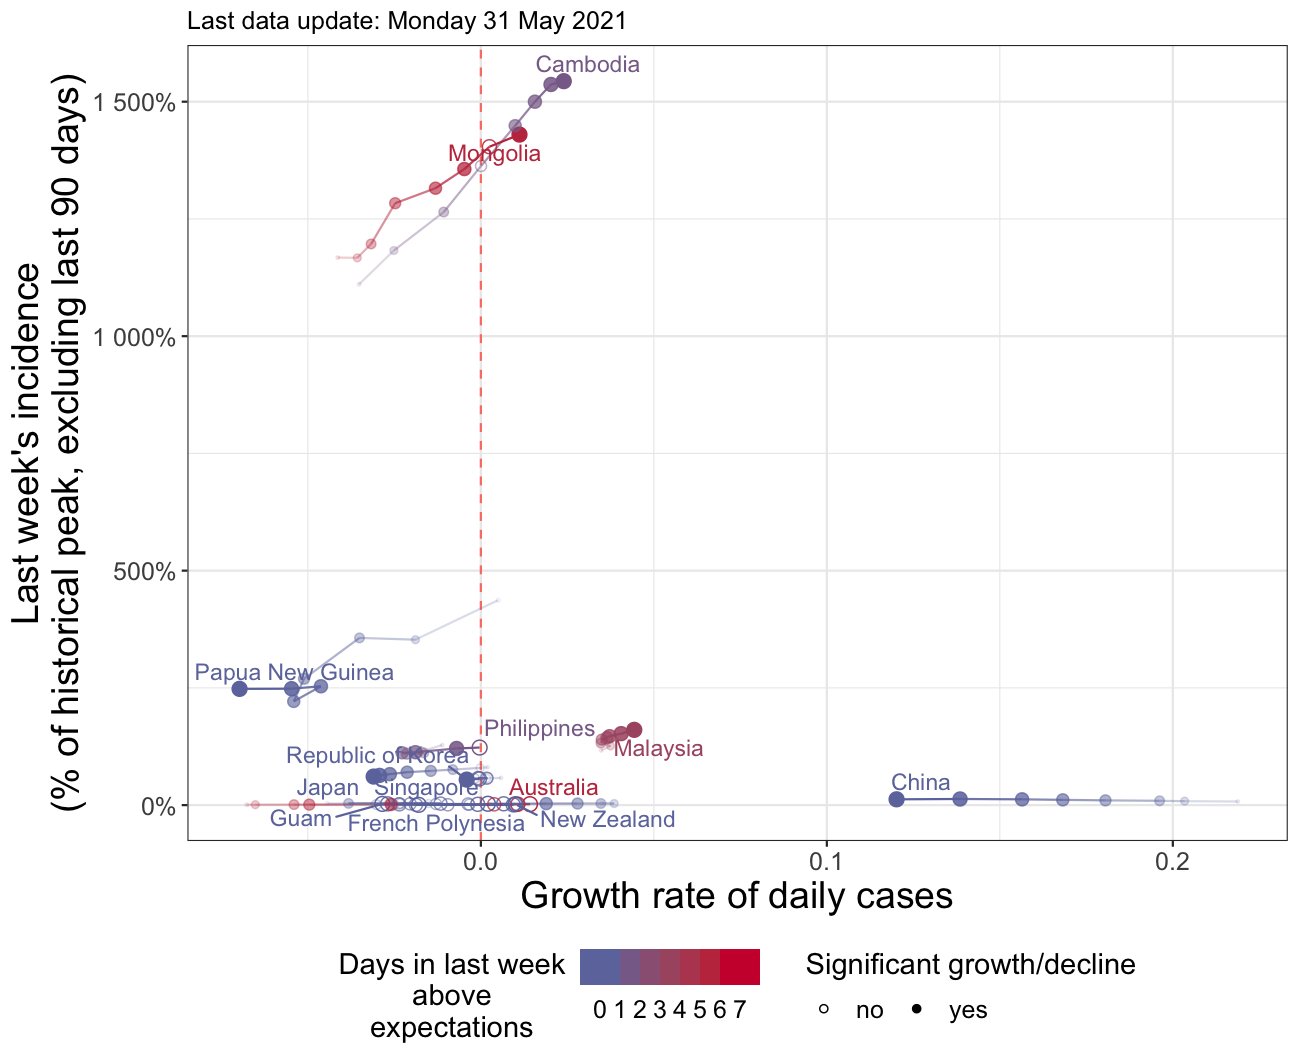 Last data update: Monday 31 May 2021
Last week's incidence
(% of historical peak, excluding last 90 days)
1 500%
1 000%
500%
0%
Cambodia
Mongolia
Papua New Guinea
Philippines
Malaysia
Republic of Korea
Japan
Singapore
Australia
China
Guam
French Polynesia
New Zealand
0.0
0.1
0.2
Growth rate of daily cases
Days in last week
above
expectations
0 1 2 3 4 5 6 7
Significant growth/decline
no
yes